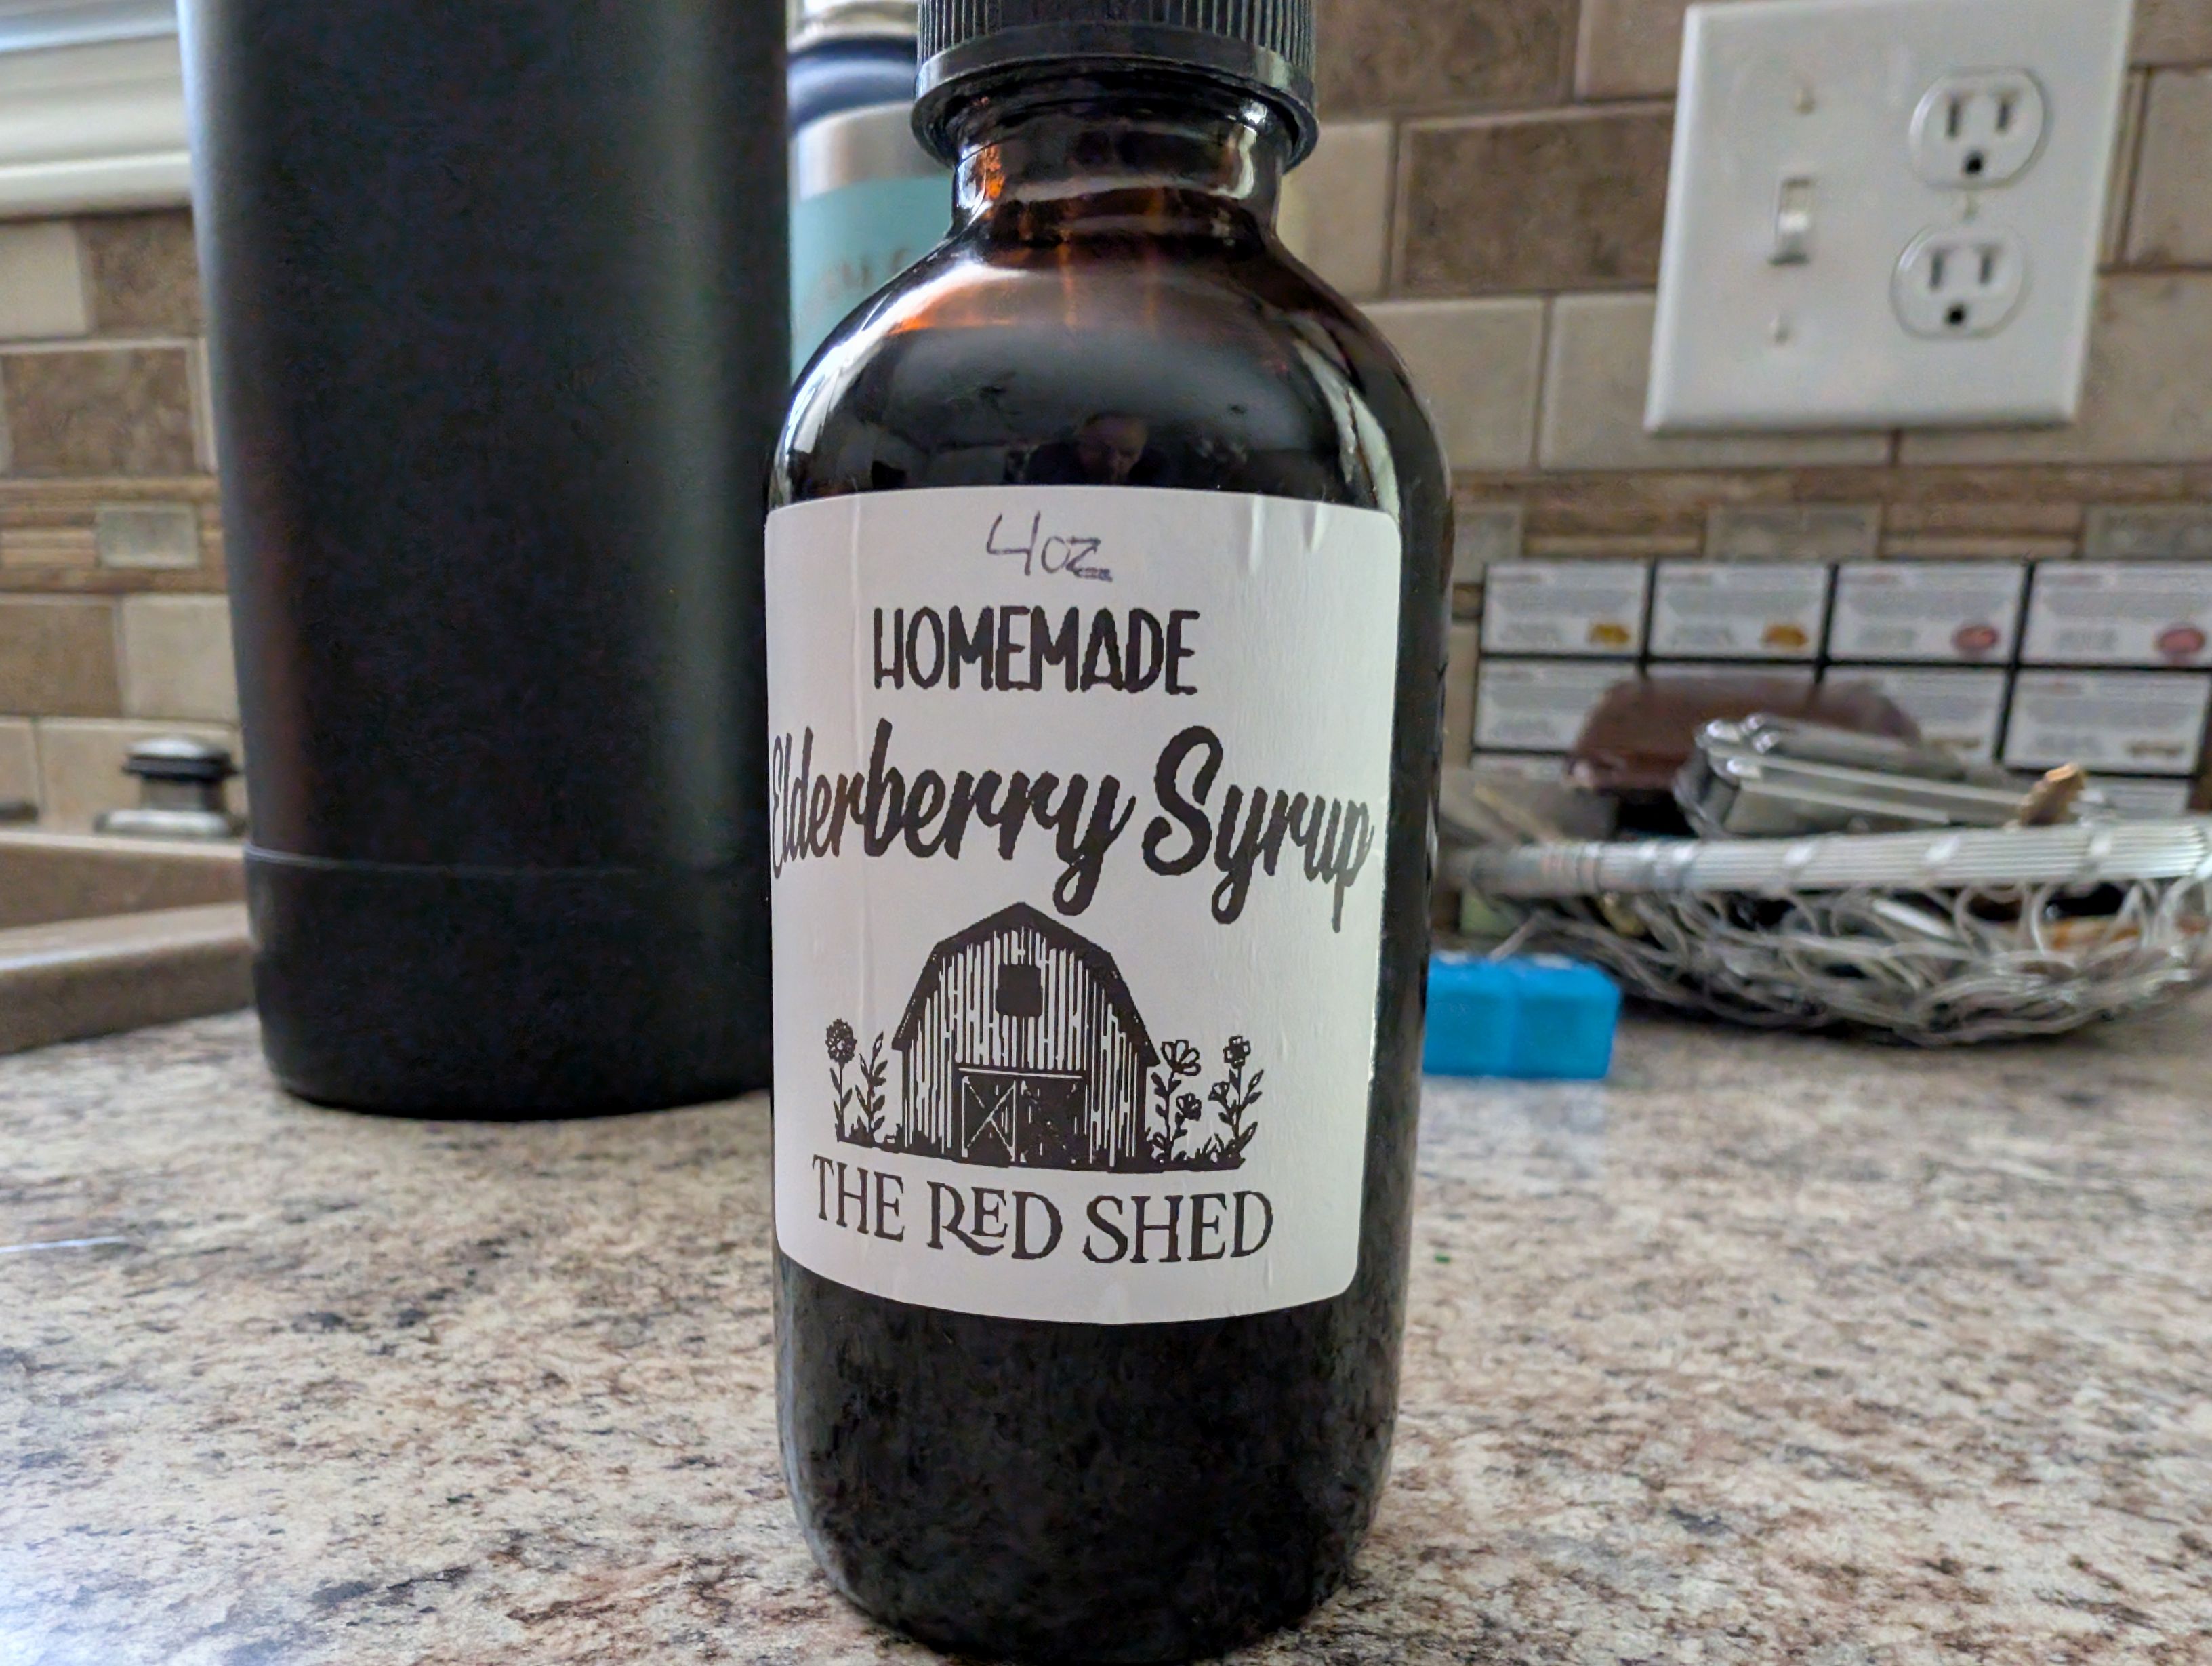 4oz
HOMEMADE
Elderberry Syrup
THE RED SHED